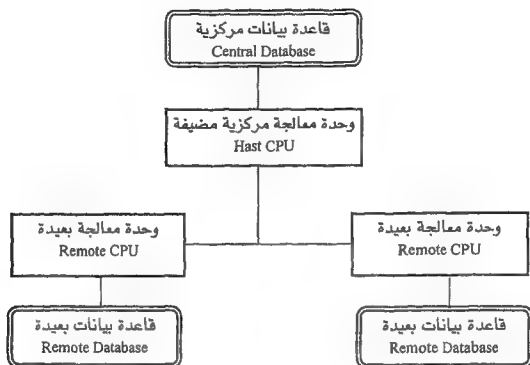 قاعدة بيانات مركزية
Central Database
وحدة معالجة مركزية مضيفة
Hast CPU
وحدة معالجة بعيدة
Remote CPU
وحدة معالجة بعيدة
Remote CPU
قاعدة بيانات بعيدة
Remote Database
قاعدة بيانات بعيدة
Remote Database